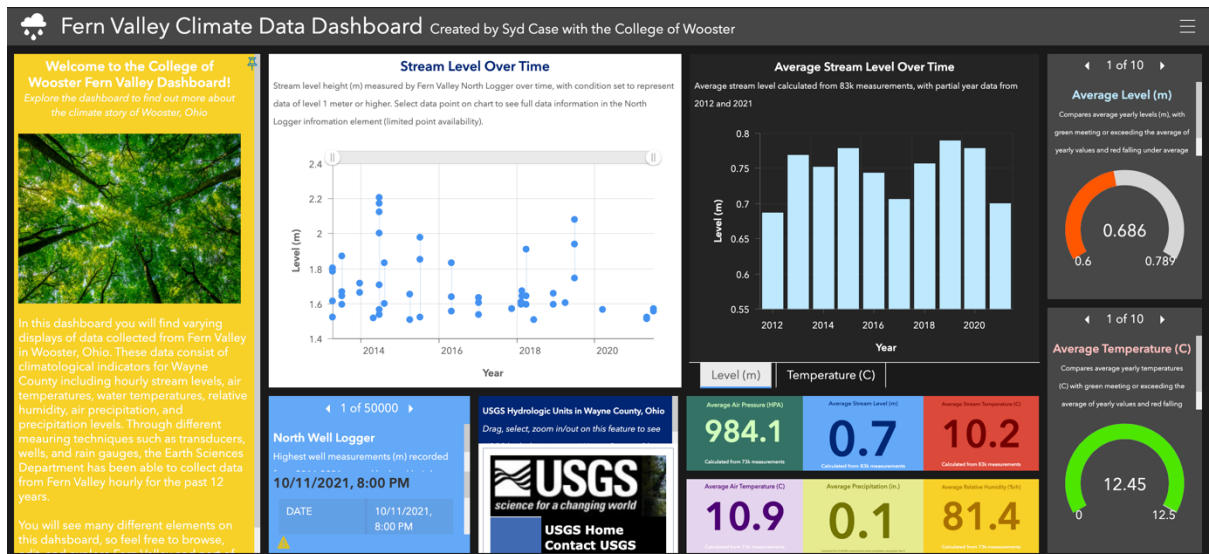 Fern Valley Climate Data Dashboard Created by Syd Case with the College of Wooster
Welcome to the College of
Wooster Fern Valley Dashboard!
Explore the dashboard to find out more about
the climate story of Wooster, Ohio
In this dashboard you will find varying
displays of data collected from Fern Valley
in Wooster, Ohio. These data consist of
climatological indicators for Wayne
County including hourly stream levels, air
temperatures, water temperatures, relative
humidity, air precipitation, and
precipitation levels. Through different
meauring techniques such as transducers,
wells, and rain gauges, the Earth Sciences
Department has been able to collect data
from Fern Valley hourly for the past 12
years.
You will see many different elements on
this dahsboard, so feel free to browse,
Stream Level Over Time
Stream level height (m) measured by Fern Valley North Logger over time, with condition set to represent
data of level 1 meter or higher. Select data point on chart to see full data information in the North
Logger infromation element (limited point availability).
2.4
2.2
2
1.8
1.6
1.4
Level (m)
2014
2016
2018
2020
Year
Average Stream Level Over Time
Average stream level calculated from 83k measurements, with partial year data from
2012 and 2021
0.8
0.75
0.7
0.65
0.6
0.55
Level (m)
2012
2014
2016
2018
2020
Year
Level (m)
Temperature (C)
1 of 10
Average Level (m)
Compares average yearly levels (m), with
green meeting or exceeding the average of
yearly values and red falling under average
0.686
0.6
0.789
1 of 10
Average Temperature (C)
Compares average yearly temperatures
(C) with green meeting or exceeding the
average of yearly values and red falling
12.45
0
12.5
1 of 50000
North Well Logger
Highest well measurements (m) recorded
10/11/2021, 8:00 PM
DATE
10/11/2021,
8:00 PM
USGS Hydrologic Units in Wayne County, Ohio
Drag, select, zoom in/out on this feature to see
USGS
science for a changing world
USGS Home
Contact USGS
Average Air Pressure (HPA)
984.1
Calculated from 73k measurements
Average Stream Level (m)
0.7
Calculated from 83k measurements
Average Stream Temperature (C)
10.2
Calculated from 83k measurements
Average Air Temperature (C)
10.9
Calculated from 73k measurements
Average Precipitation (in.)
0.1
Average Relative Humidity (%rh)
81.4
Calculated from 73k measurements